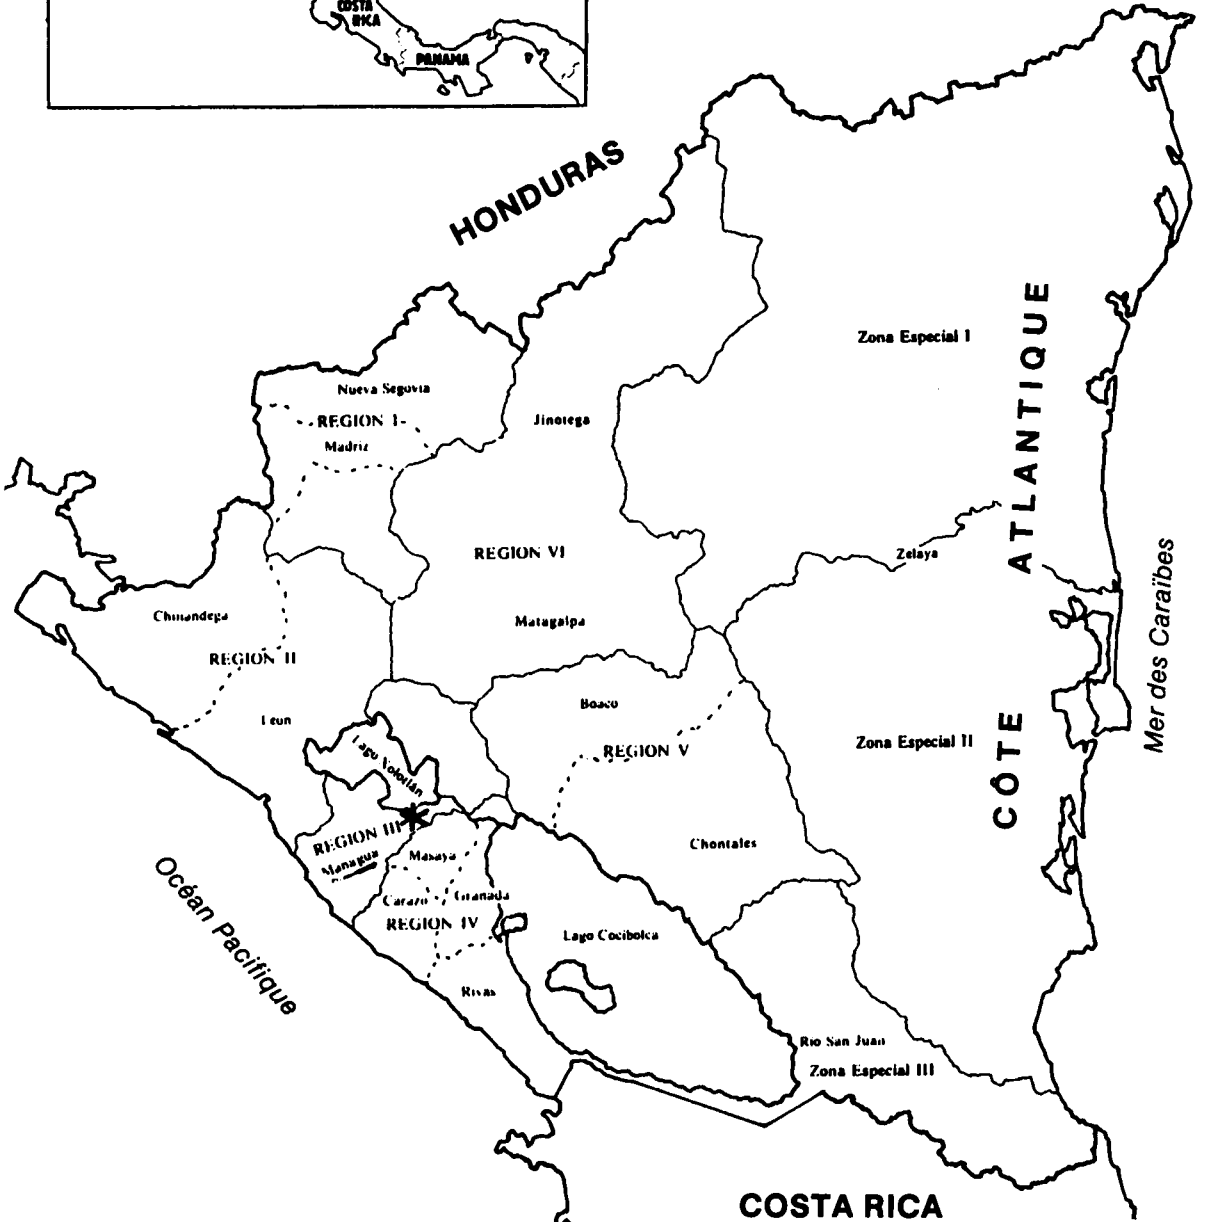 COSTA
RICA
PANAMA
HONDURAS
Zona Especial I
CÔTE ATLANTIQUE
Nueva Segovia
REGION I
Madriz
Jinotega
REGION VI
Zelaya
Mer des Caraïbes
Chinandega
Matagalpa
REGION II
Boaco
Leon
REGION V
Zona Especial II
Lago
REGION III
Managua
Masaya
Chontales
Carazo
Granada
REGION IV
Lago Cocibolca
Océan Pacifique
Rivas
Rio San Juan
Zona Especial III
COSTA RICA